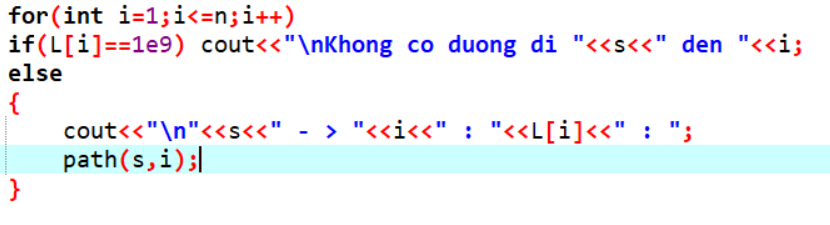 for(int i=1;i<=n;i++)
if(L[i]==1e9) cout<<"\nKhong co duong di "<<s<<" den "<<i;
else
{
    cout<<"\n"<<s<<" - > "<<i<<" : "<<L[i]<<" : ";
    path(s,i);
}